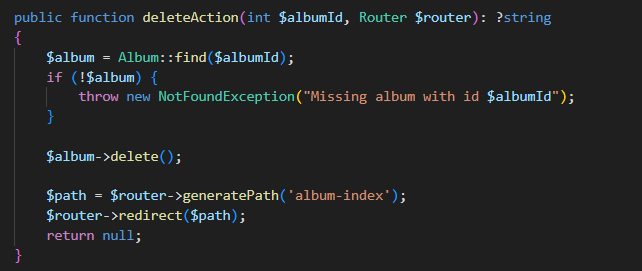 public function deleteAction(int $albumId, Router $router): ?string
{
    $album = Album::find($albumId);
    if (!$album) {
        throw new NotFoundException("Missing album with id $albumId");
    }

    $album->delete();

    $path = $router->generatePath('album-index');
    $router->redirect($path);
    return null;
}